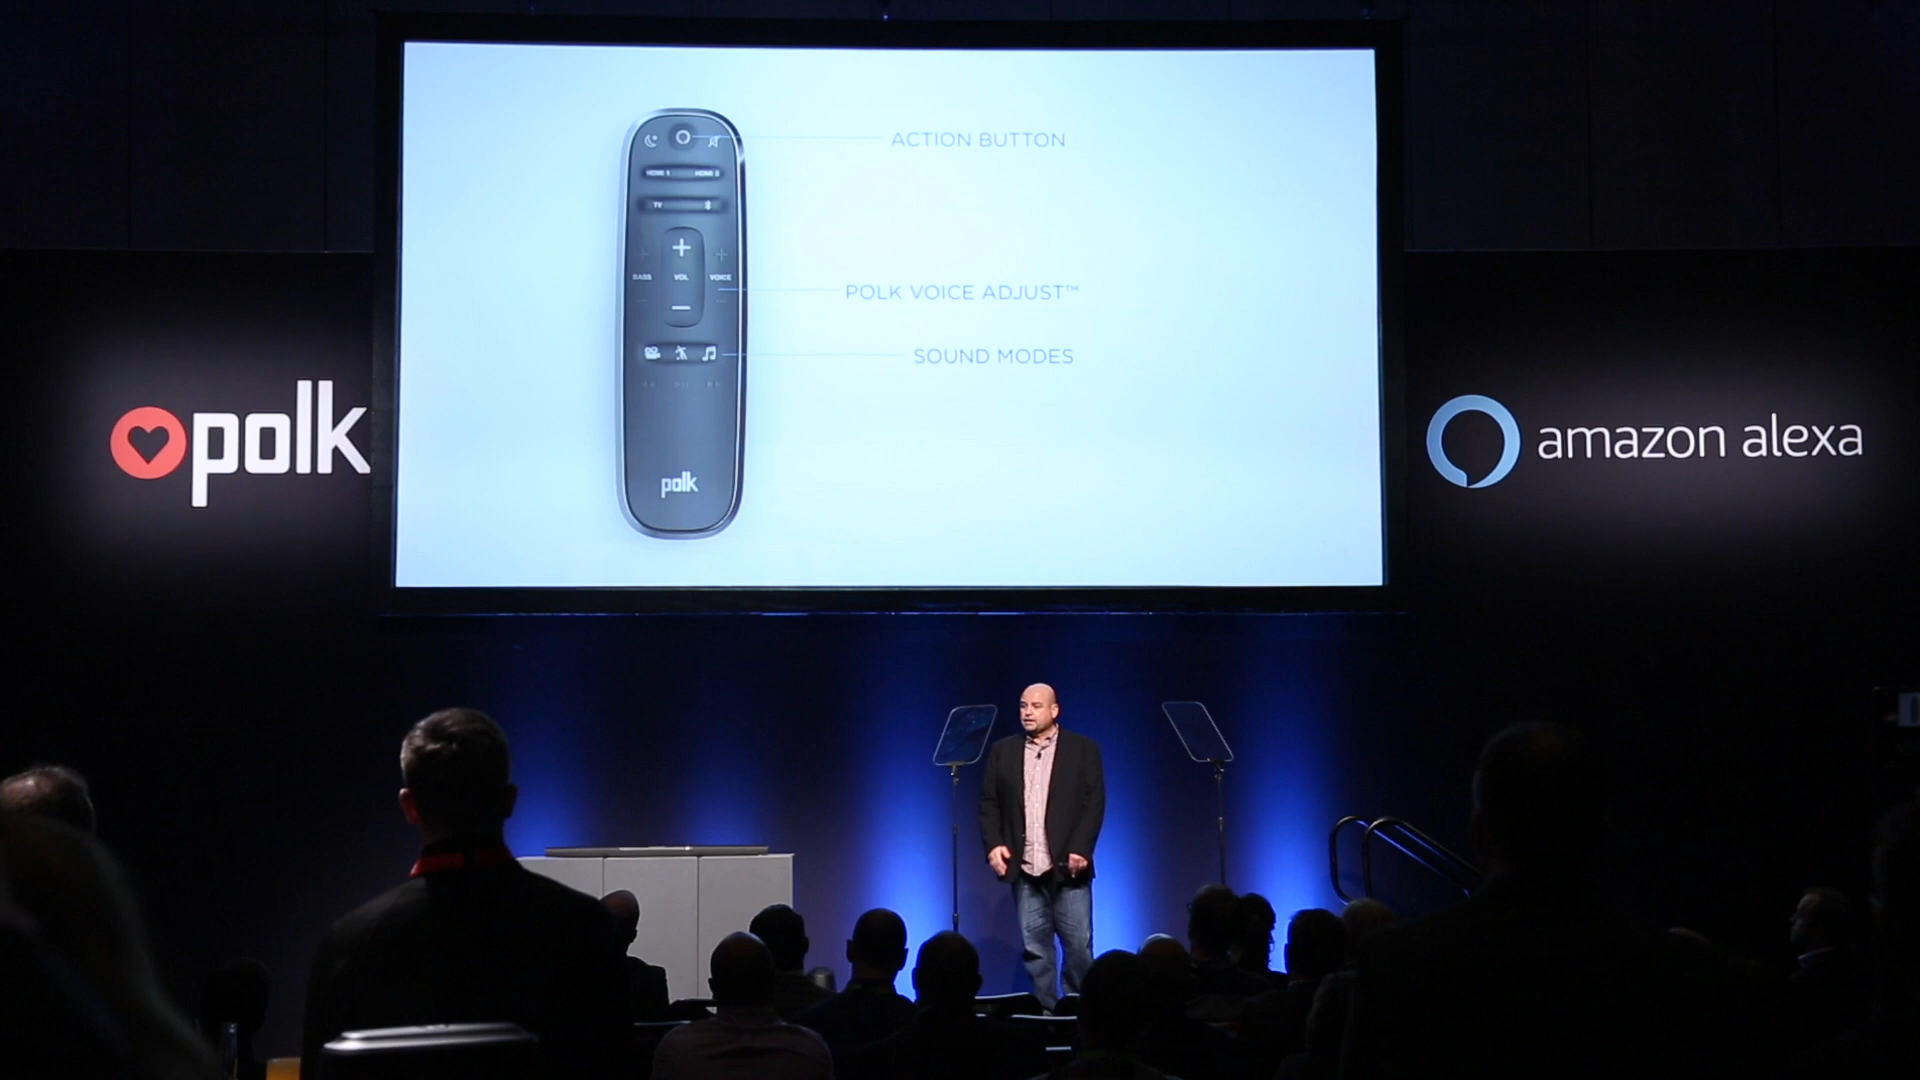 ACTION BUTTON
HDMI 1 HDMI 2
TV
BASS VOL VOICE
POLK VOICE ADJUST™
SOUND MODES
polk
polk
amazon alexa